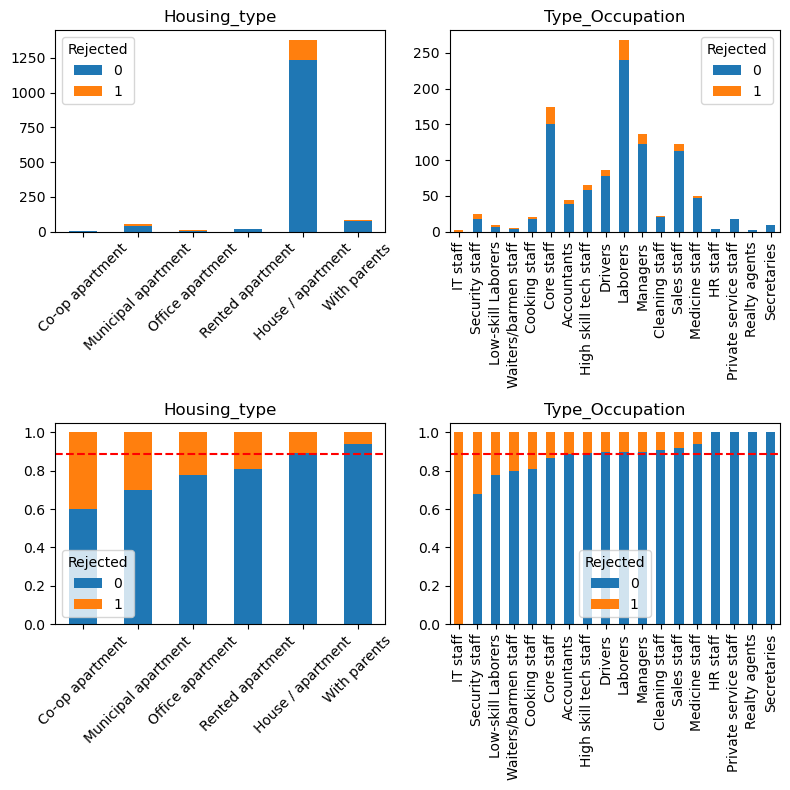 Housing_type
Rejected
0
1
1250
1000
750
500
250
0
Co-op apartment
Municipal apartment
Office apartment
Rented apartment
House / apartment
With parents
Type_Occupation
Rejected
0
1
250
200
150
100
50
0
IT staff
Security staff
Low-skill Laborers
Waiters/barmen staff
Cooking staff
Core staff
Accountants
High skill tech staff
Drivers
Laborers
Managers
Cleaning staff
Sales staff
Medicine staff
HR staff
Private service staff
Realty agents
Secretaries
Housing_type
1.0
0.8
0.6
0.4
0.2
0.0
Rejected
0
1
Co-op apartment
Municipal apartment
Office apartment
Rented apartment
House / apartment
With parents
Type_Occupation
1.0
0.8
0.6
0.4
0.2
0.0
Rejected
0
1
IT staff
Security staff
Low-skill Laborers
Waiters/barmen staff
Cooking staff
Core staff
Accountants
High skill tech staff
Drivers
Laborers
Managers
Cleaning staff
Sales staff
Medicine staff
HR staff
Private service staff
Realty agents
Secretaries